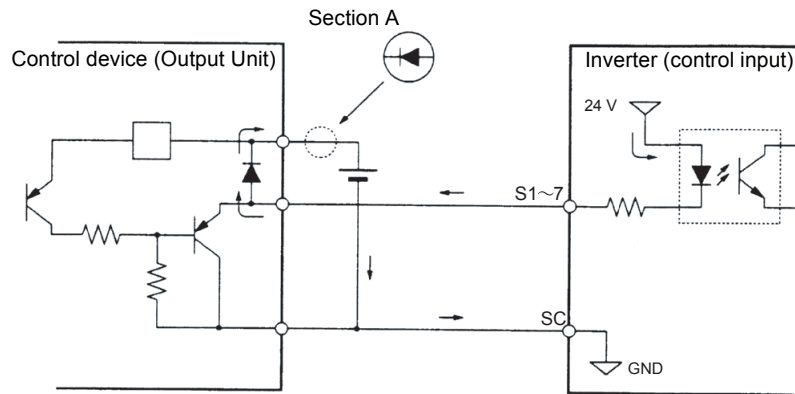 Section A
Control device (Output Unit)
Inverter (control input)
24 V
S1～7
SC
GND